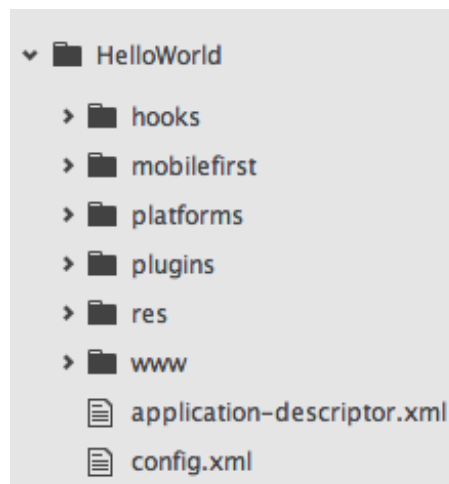 HelloWorld
hooks
mobilefirst
platforms
plugins
res
www
application-descriptor.xml
config.xml